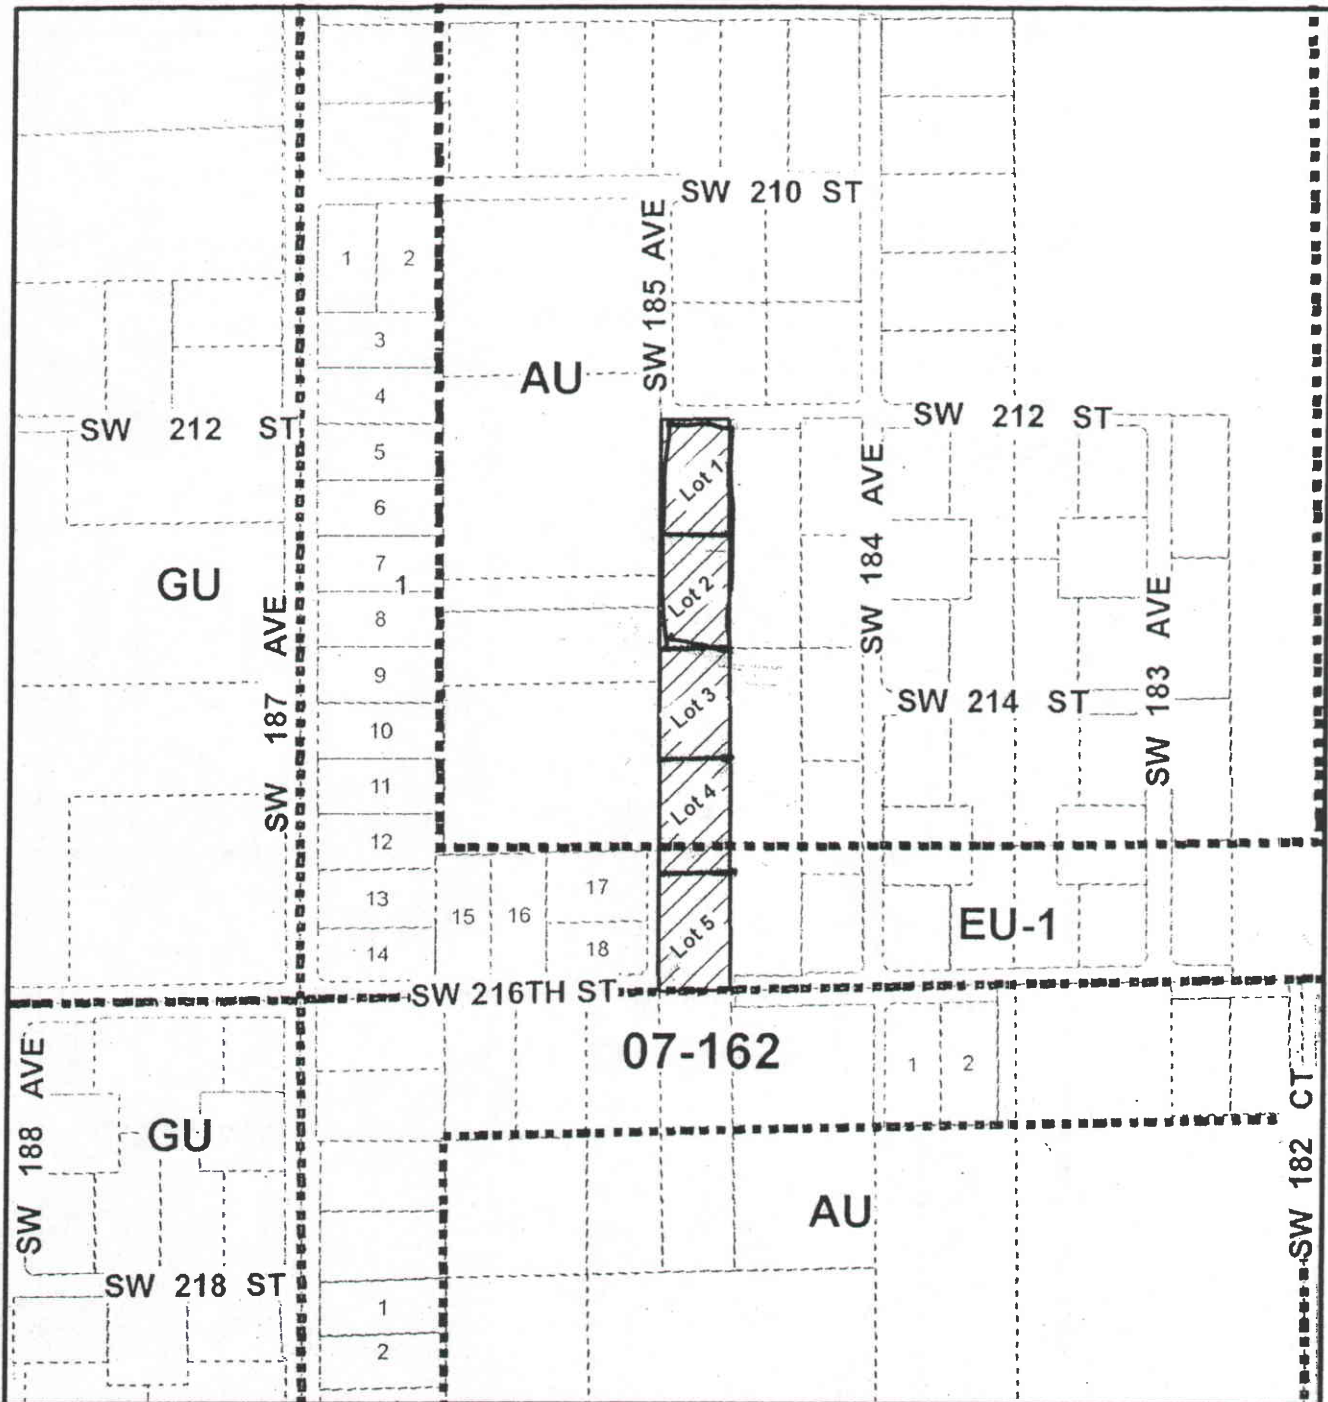 SW 210 ST
SW 185 AVE
1
2
3
AU
4
SW 212 ST
SW 212 ST
5
Lot 1
SW 184 AVE
6
7
1
GU
Lot 2
8
SW 187 AVE
SW 183 AVE
9
Lot 3
SW 214 ST
10
11
Lot 4
12
13
15
16
17
Lot 5
EU-1
14
18
SW 216TH ST
07-162
1
2
SW 188 AVE
GU
SW 182 CT
AU
SW 218 ST
1
2